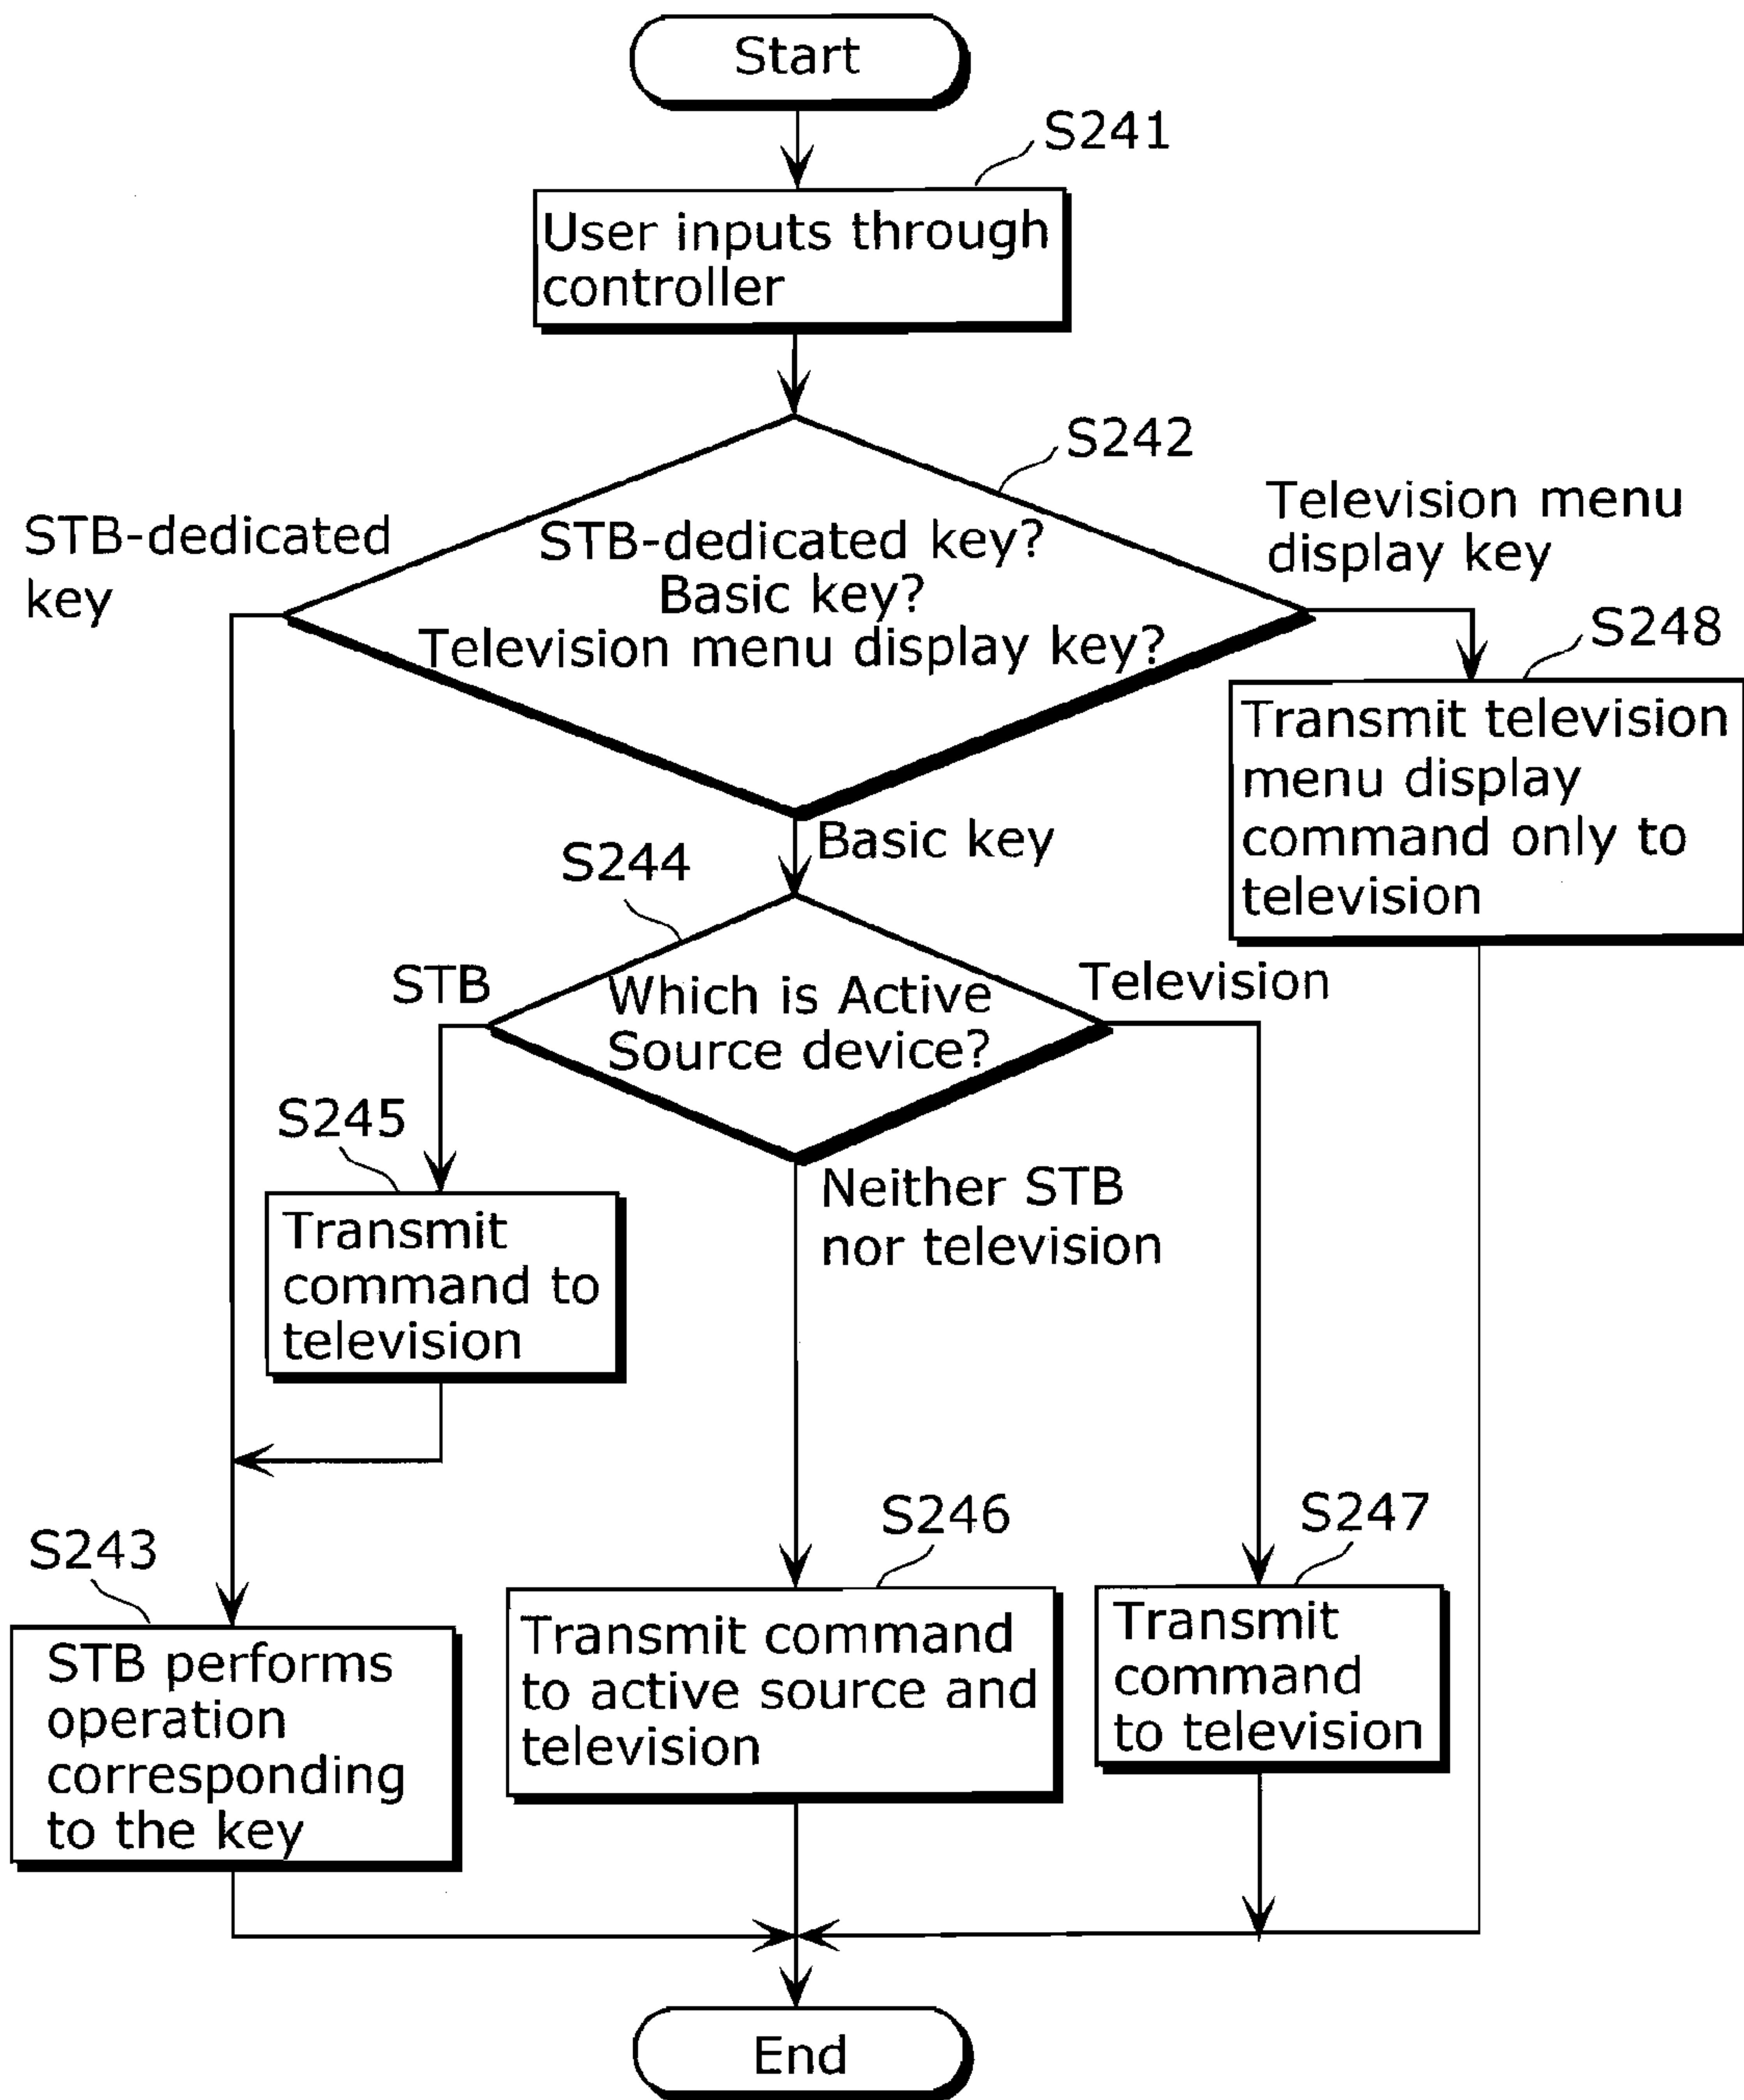 Start
S241
User inputs through
controller
S242
STB-dedicated
key
STB-dedicated key?
Basic key?
Television menu display key?
Television menu
display key
S248
Transmit television
menu display
command only to
television
Basic key
S244
STB
Which is Active
Source device?
Television
S245
Transmit
command to
television
Neither STB
nor television
S243
STB performs
operation
corresponding
to the key
S246
Transmit command
to active source and
television
S247
Transmit
command
to television
End